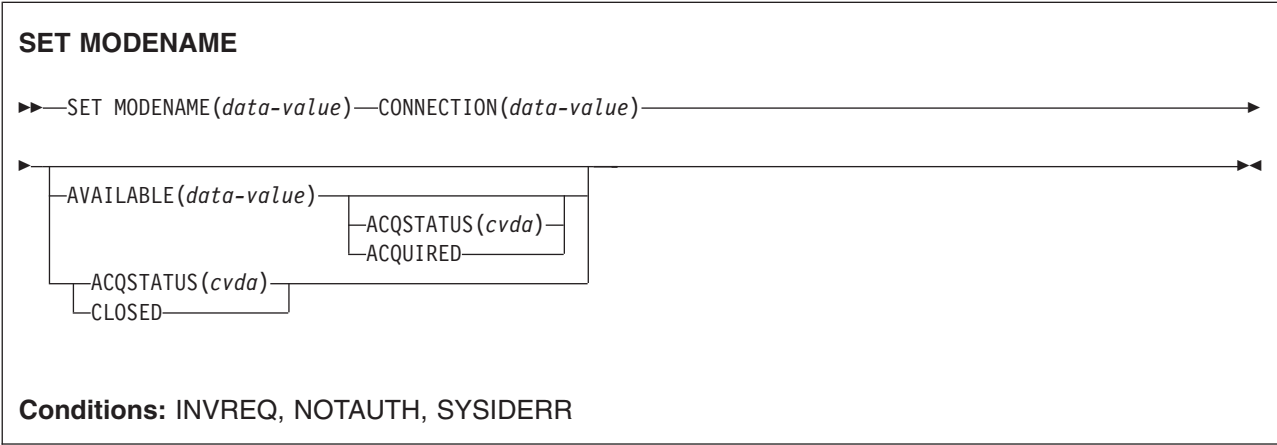 SET MODENAME
SET MODENAME(data-value) CONNECTION(data-value)
AVAILABLE(data-value)
ACQSTATUS(cvda)
ACQUIRED
ACQSTATUS(cvda)
CLOSED
Conditions: INVREQ, NOTAUTH, SYSIDERR